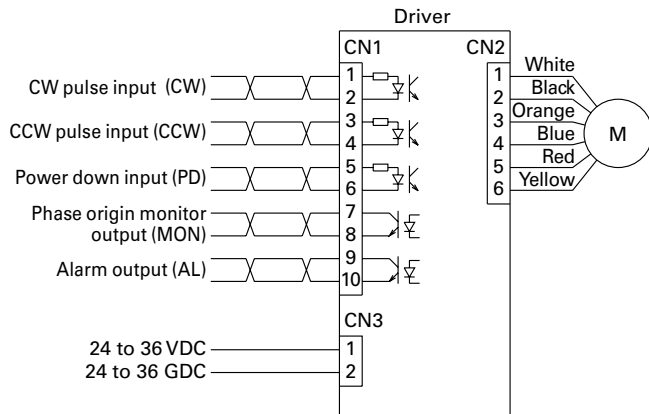 Driver
CN1
CN2
CW pulse input (CW)
1
2
CCW pulse input (CCW)
3
4
Power down input (PD)
5
6
Phase origin monitor
output (MON)
7
8
Alarm output (AL)
9
10
1
White
2
Black
3
Orange
4
Blue
5
Red
6
Yellow
M
CN3
24 to 36 VDC
1
24 to 36 GDC
2